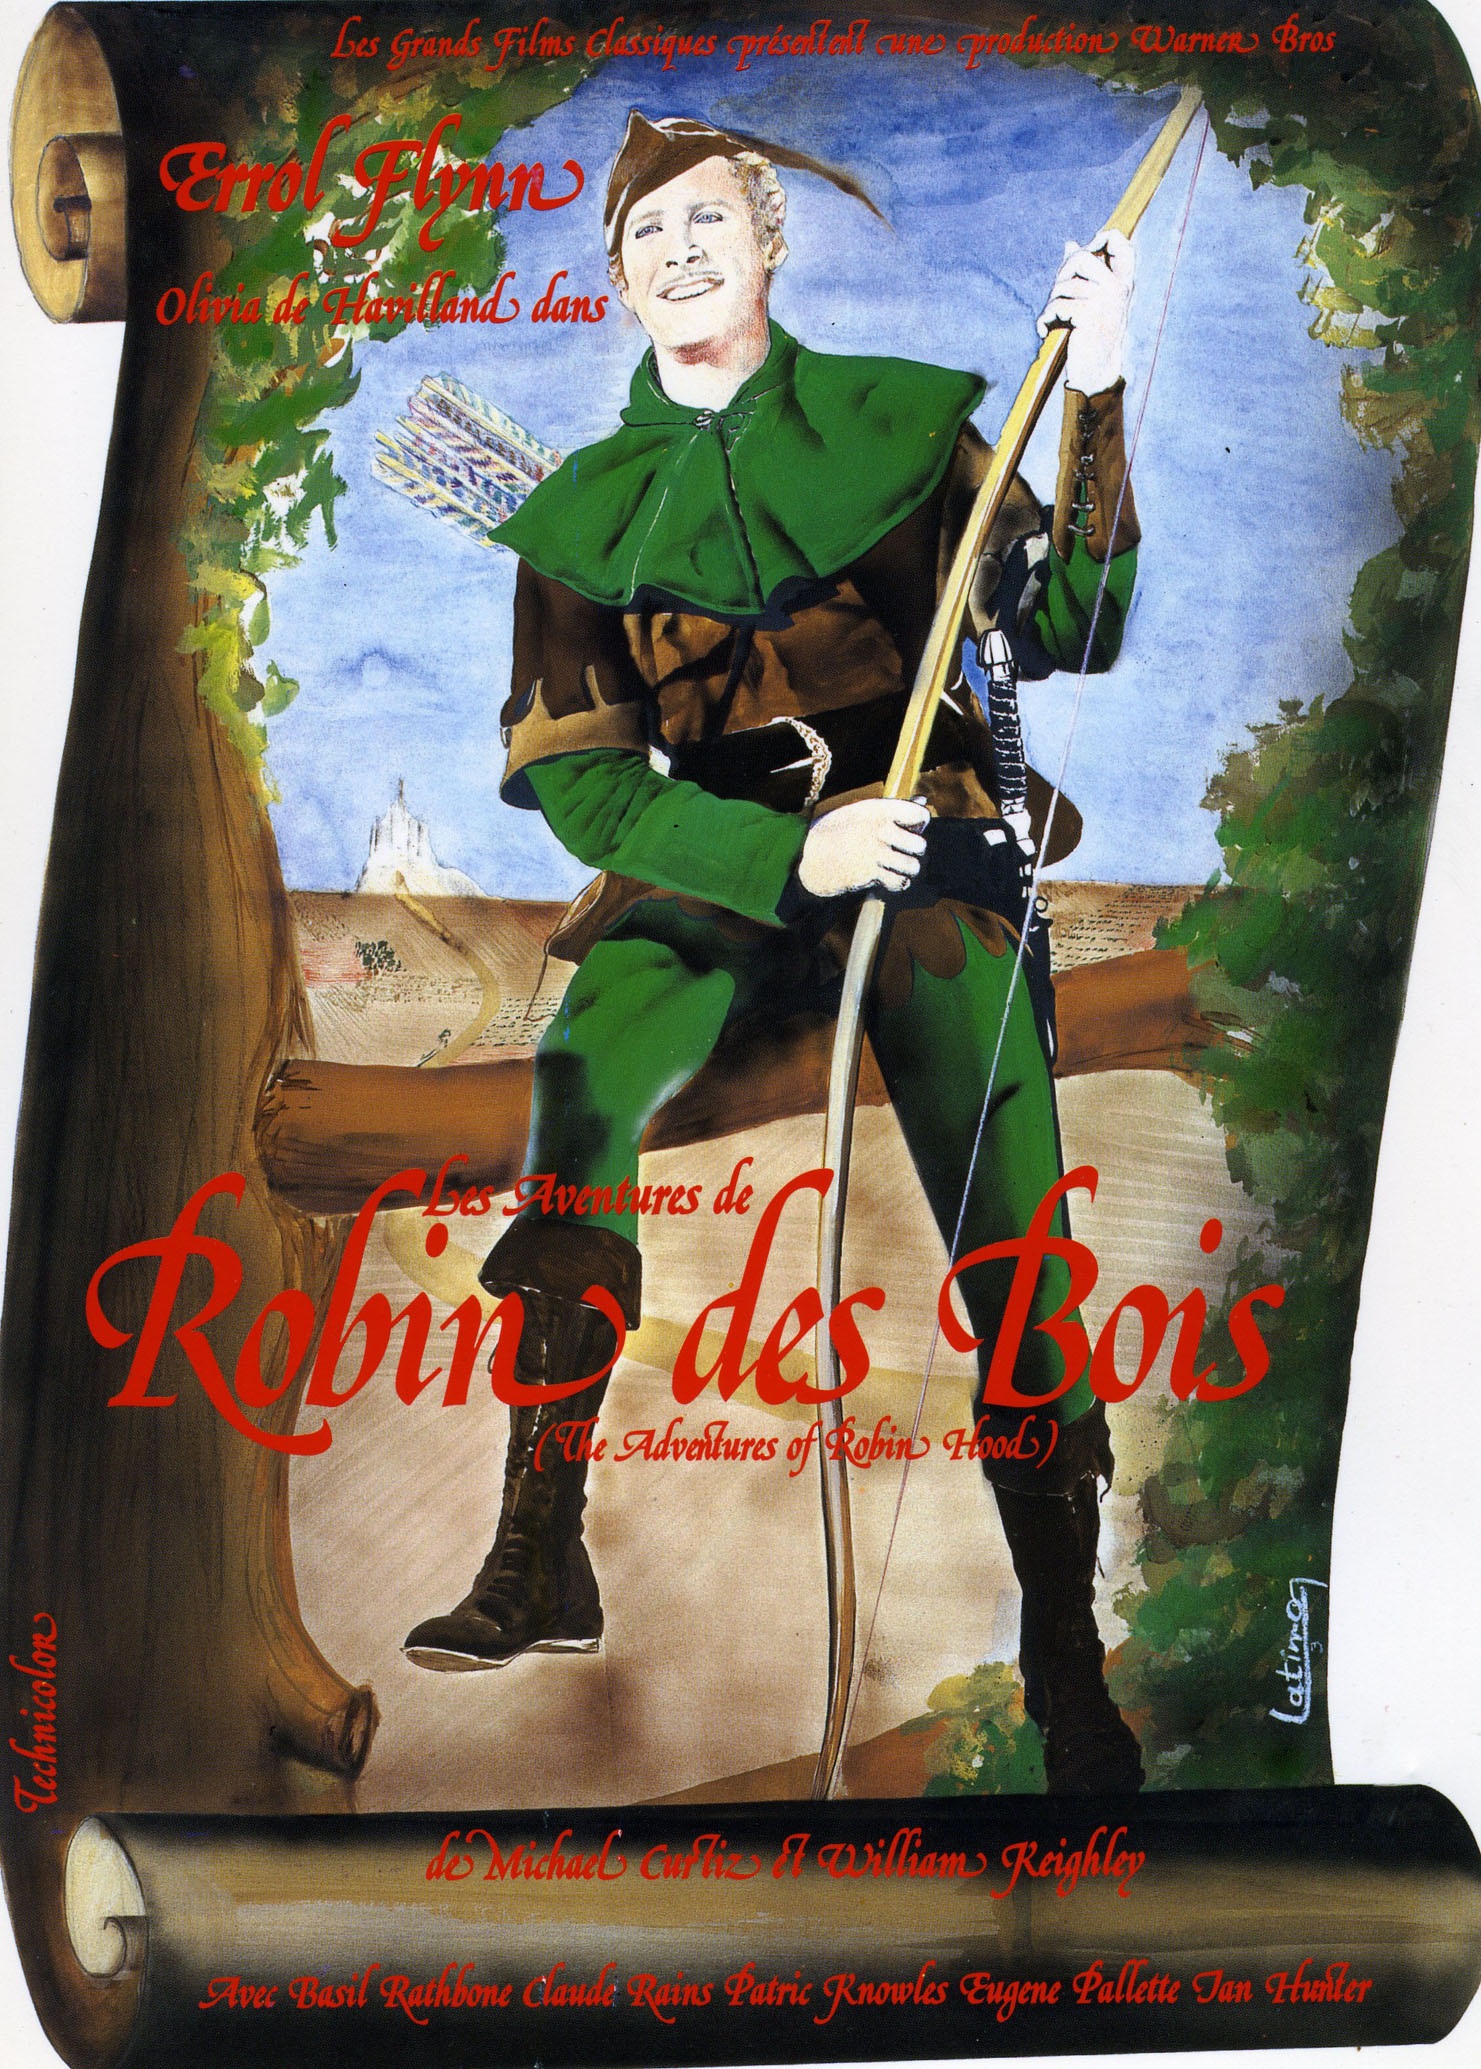 Les Grands Films Classiques présentent une production Warner Bros
Errol Flynn
Olivia de Havilland dans
Les Aventures de
Robin des Bois
(The Adventures of Robin Hood)
Technicolor
de Michael Curtiz et William Keighley
Avec Basil Rathbone Claude Rains Patric Knowles Eugene Pallette Ian Hunter